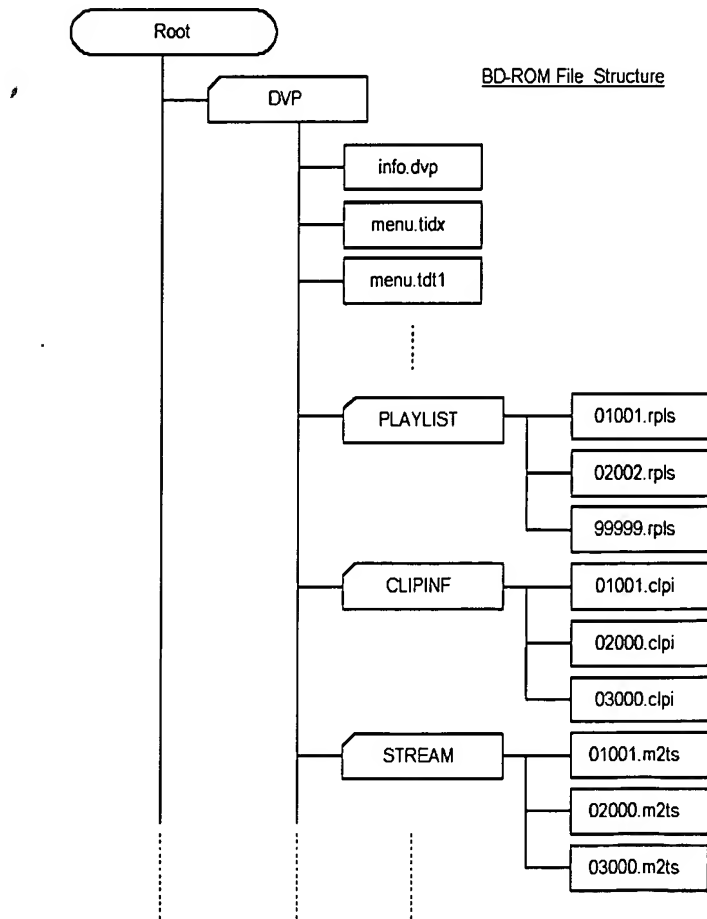 Root
BD-ROM File Structure
DVP
info.dvp
menu.tidx
menu.tdt1
PLAYLIST
01001.rpls
02002.rpls
99999.rpls
CLIPINF
01001.clpi
02000.clpi
03000.clpi
STREAM
01001.m2ts
02000.m2ts
03000.m2ts